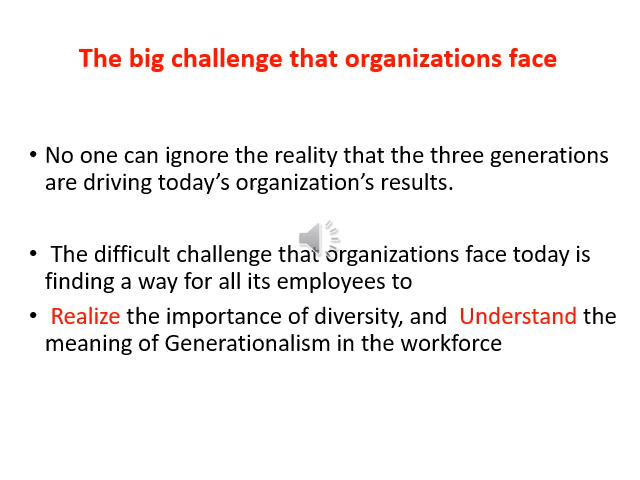 The big challenge that organizations face
• No one can ignore the reality that the three generations
are driving today’s organization’s results.
• The difficult challenge that organizations face today is
finding a way for all its employees to
• Realize the importance of diversity, and Understand the
meaning of Generationalism in the workforce